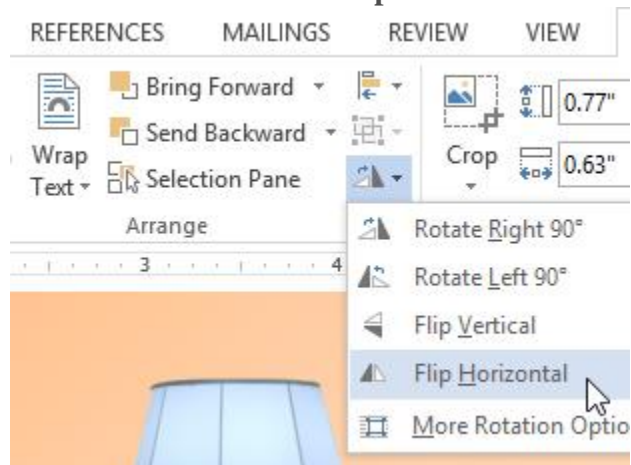 REFERENCES MAILINGS REVIEW VIEW
Bring Forward
0.77"
Send Backward
Wrap Text
Crop
0.63"
Selection Pane
Arrange
3 4
Rotate Right 90°
Rotate Left 90°
Flip Vertical
Flip Horizontal
More Rotation Optio